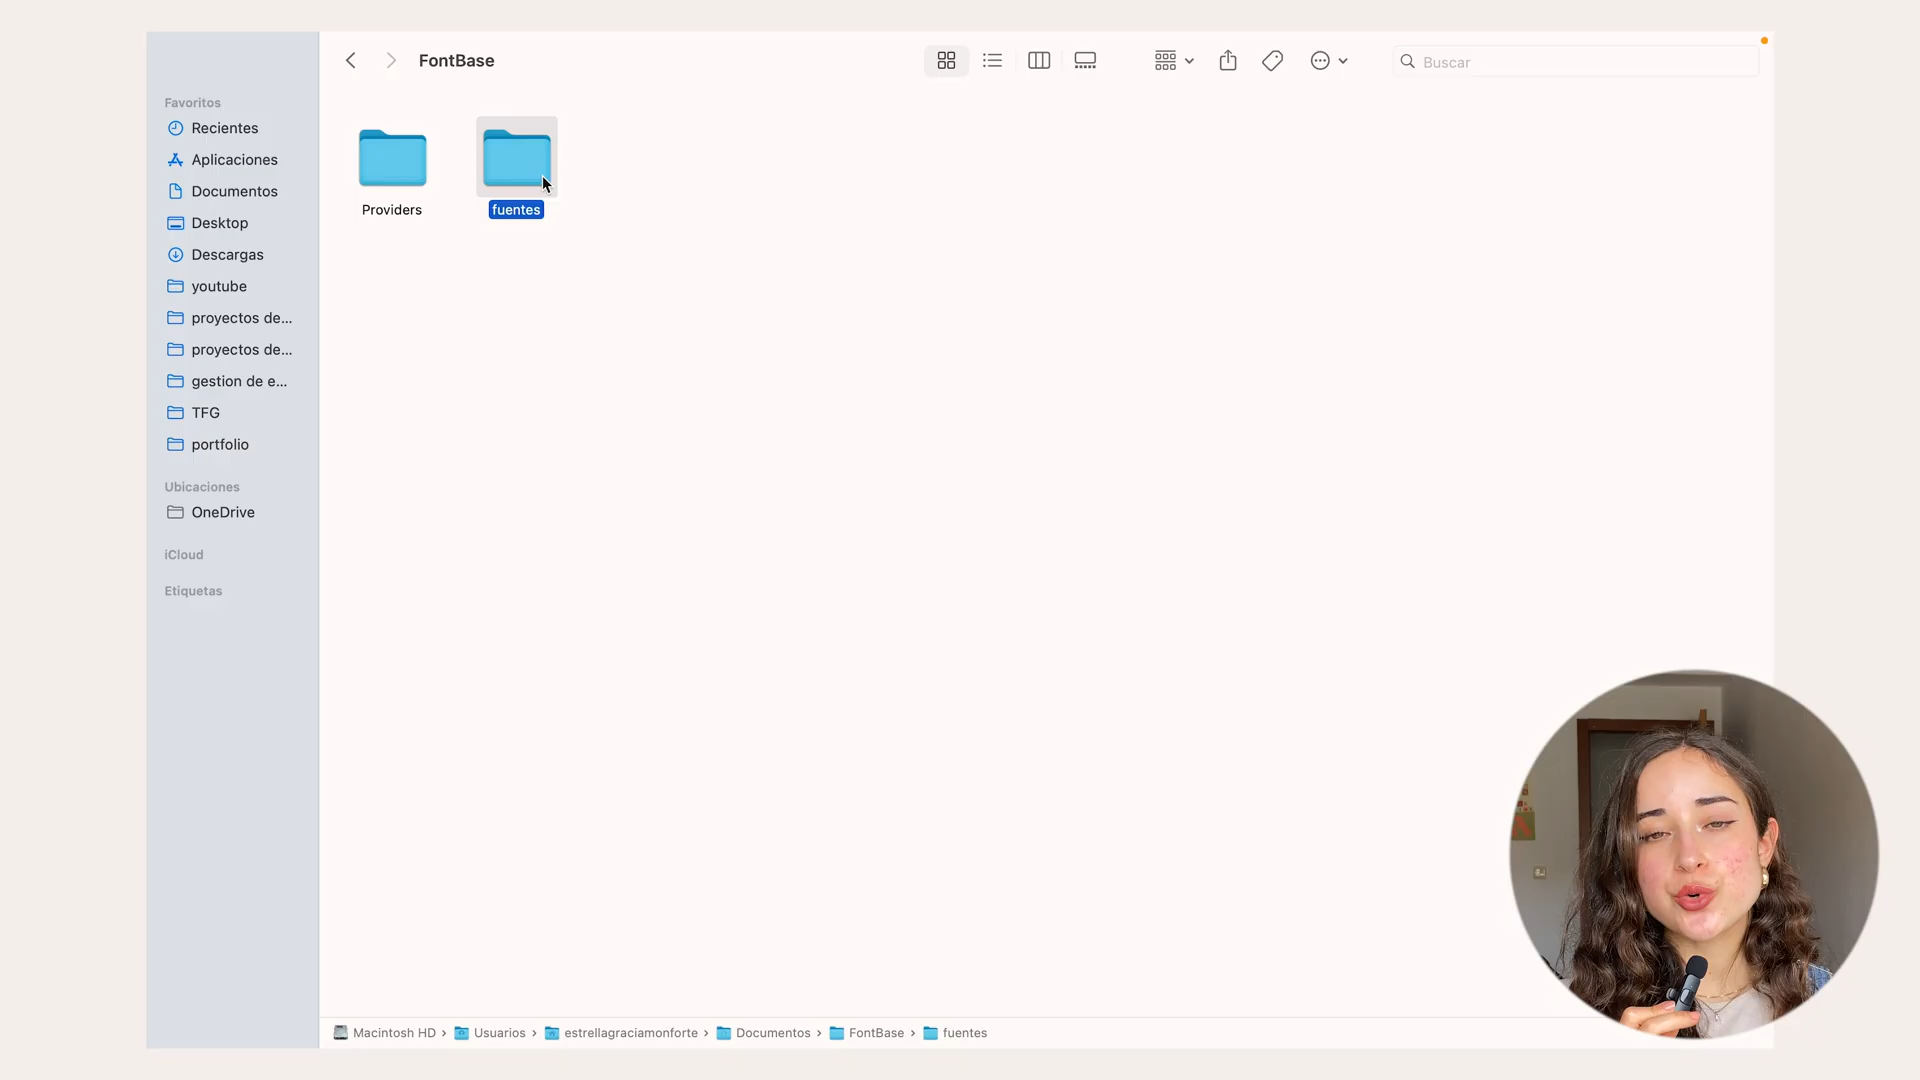 FontBase
Buscar
Favoritos
Recientes
Aplicaciones
Documentos
Desktop
Descargas
youtube
proyectos de...
proyectos de...
gestion de e...
TFG
portfolio
Ubicaciones
OneDrive
iCloud
Etiquetas
Providers
fuentes
Macintosh HD › Usuarios › estrellagraciamonforte › Documentos › FontBase › fuentes